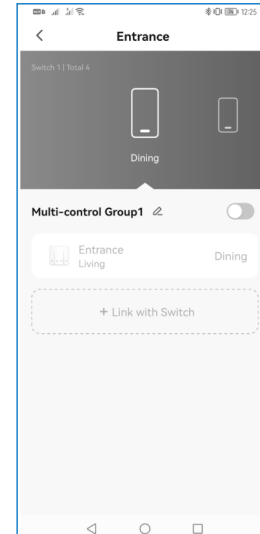 12:25
Entrance
Switch 1 | Total 4
Dining
Multi-control Group1
Entrance
Dining
Living
+ Link with Switch